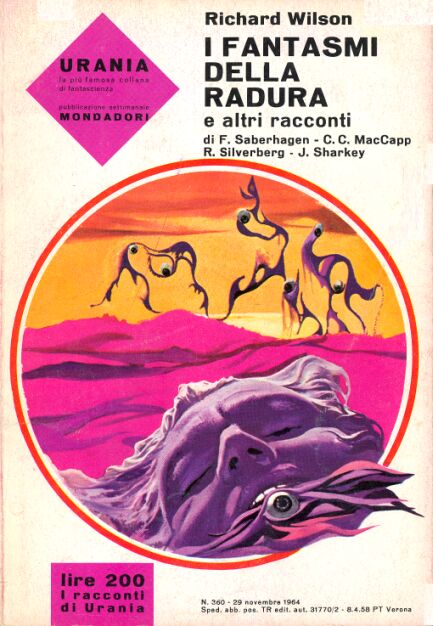 URANIA
la più famosa collana
di fantascienza
pubblicazione settimanale
MONDADORI
Richard Wilson
I FANTASMI
DELLA
RADURA
e altri racconti
di F. Saberhagen - C. C. MacCapp
R. Silverberg - J. Sharkey
lire 200
I racconti
di Urania
N. 360 - 29 novembre 1964
Sped. abb. pos. TR edit. aut. 31770/2 - 8.4.58 PT Verona